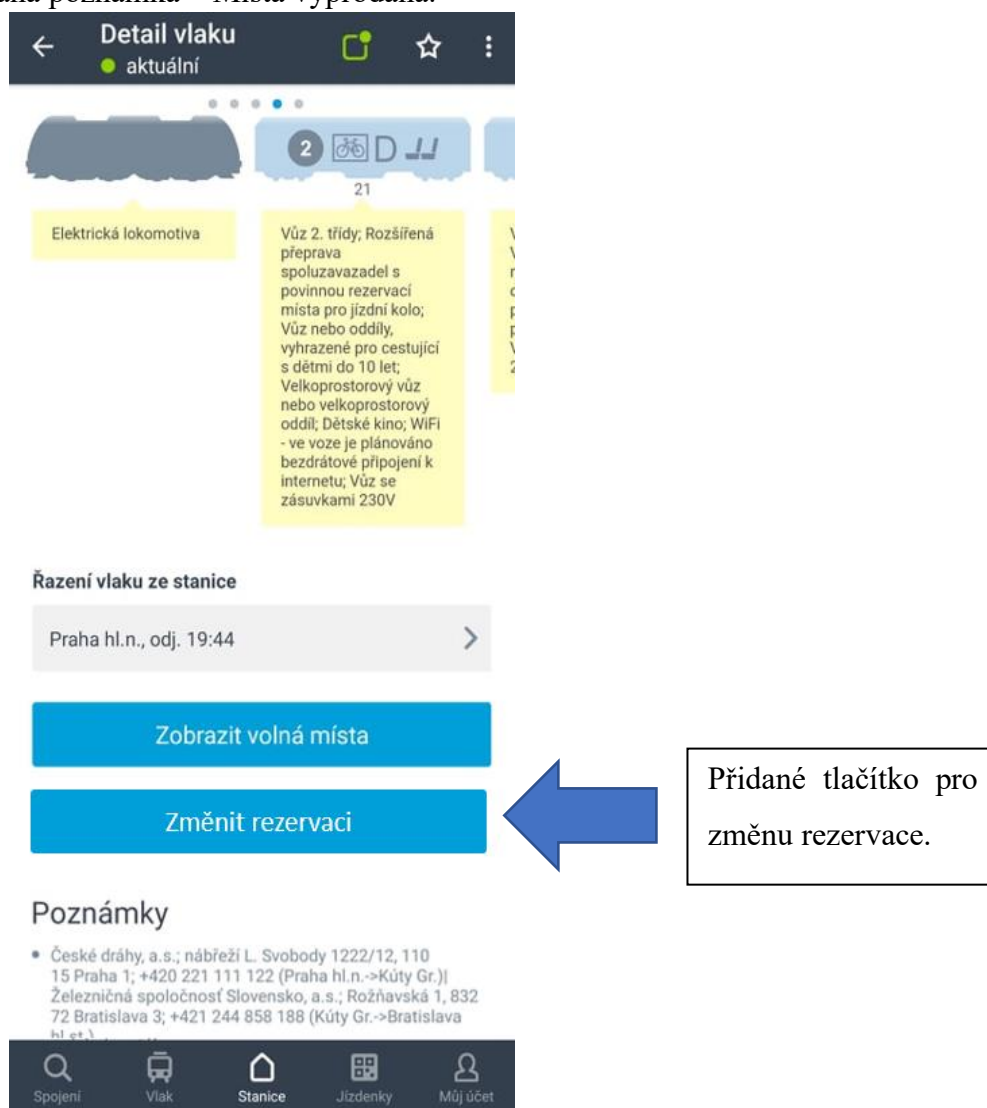 Detail vlaku
aktuální
2 D
21
Elektrická lokomotiva
Vůz 2. třídy; Rozšířená
přeprava
spoluzavazadel s
povinnou rezervací
místa pro jízdní kolo;
Vůz nebo oddíly,
vyhrazené pro cestující
s dětmi do 10 let;
Velkoprostorový vůz
nebo velkoprostorový
oddíl; Dětské kino; WiFi
- ve voze je plánováno
bezdrátové připojení k
internetu; Vůz se
zásuvkami 230V
Řazení vlaku ze stanice
Praha hl.n., odj. 19:44
Zobrazit volná místa
Změnit rezervaci
Přidané tlačítko pro
změnu rezervace.
Poznámky
České dráhy, a.s.; nábřeží L. Svobody 1222/12, 110
15 Praha 1; +420 221 111 122 (Praha hl.n.->Kúty Gr.)|
Železničná spoločnosť Slovensko, a.s.; Rožňavská 1, 832
72 Bratislava 3; +421 244 858 188 (Kúty Gr.->Bratislava
hl.st.)
Spojení
Vlak
Stanice
Jízdenky
Můj účet